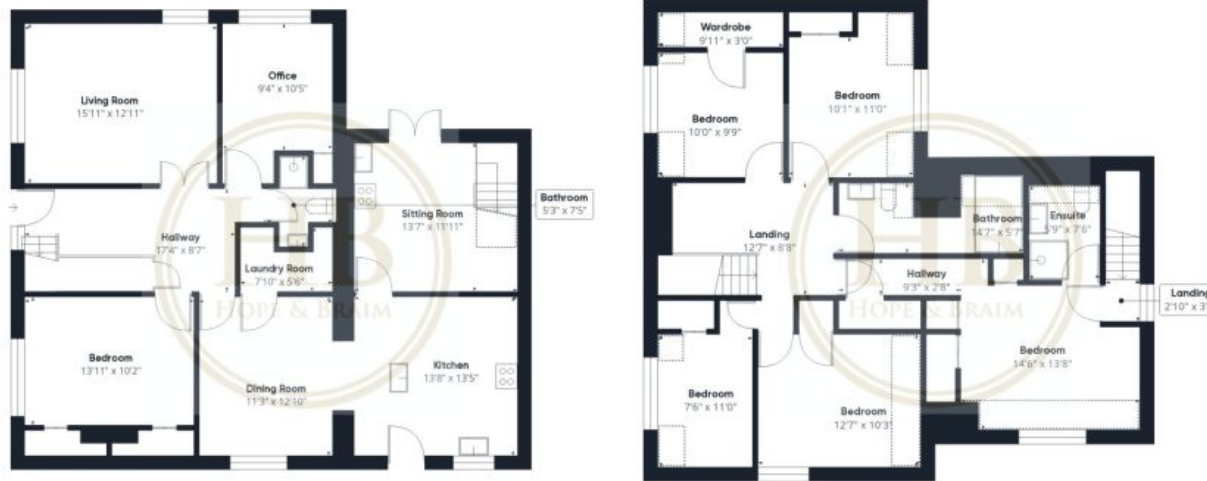 Living Room
15'11" x 12'11"
Office
9'4" x 10'5"
Hallway
17'4" x 8'7"
Laundry Room
7'10" x 5'6"
Sitting Room
13'7" x 11'11"
Bathroom
5'3" x 7'5"
Bedroom
13'11" x 10'2"
Dining Room
11'3" x 12'10"
Kitchen
13'8" x 13'5"
HB
HOPE & BRAIM
Wardrobe
9'11" x 3'0"
Bedroom
10'0" x 9'9"
Bedroom
10'1" x 11'0"
Landing
12'7" x 8'8"
Bathroom
14'7" x 5'7"
Ensuite
5'9" x 7'6"
Hallway
9'3" x 2'8"
Landing
2'10" x 3'
Bedroom
14'6" x 13'8"
Bedroom
7'6" x 11'0"
Bedroom
12'7" x 10'3"
HB
HOPE & BRAIM